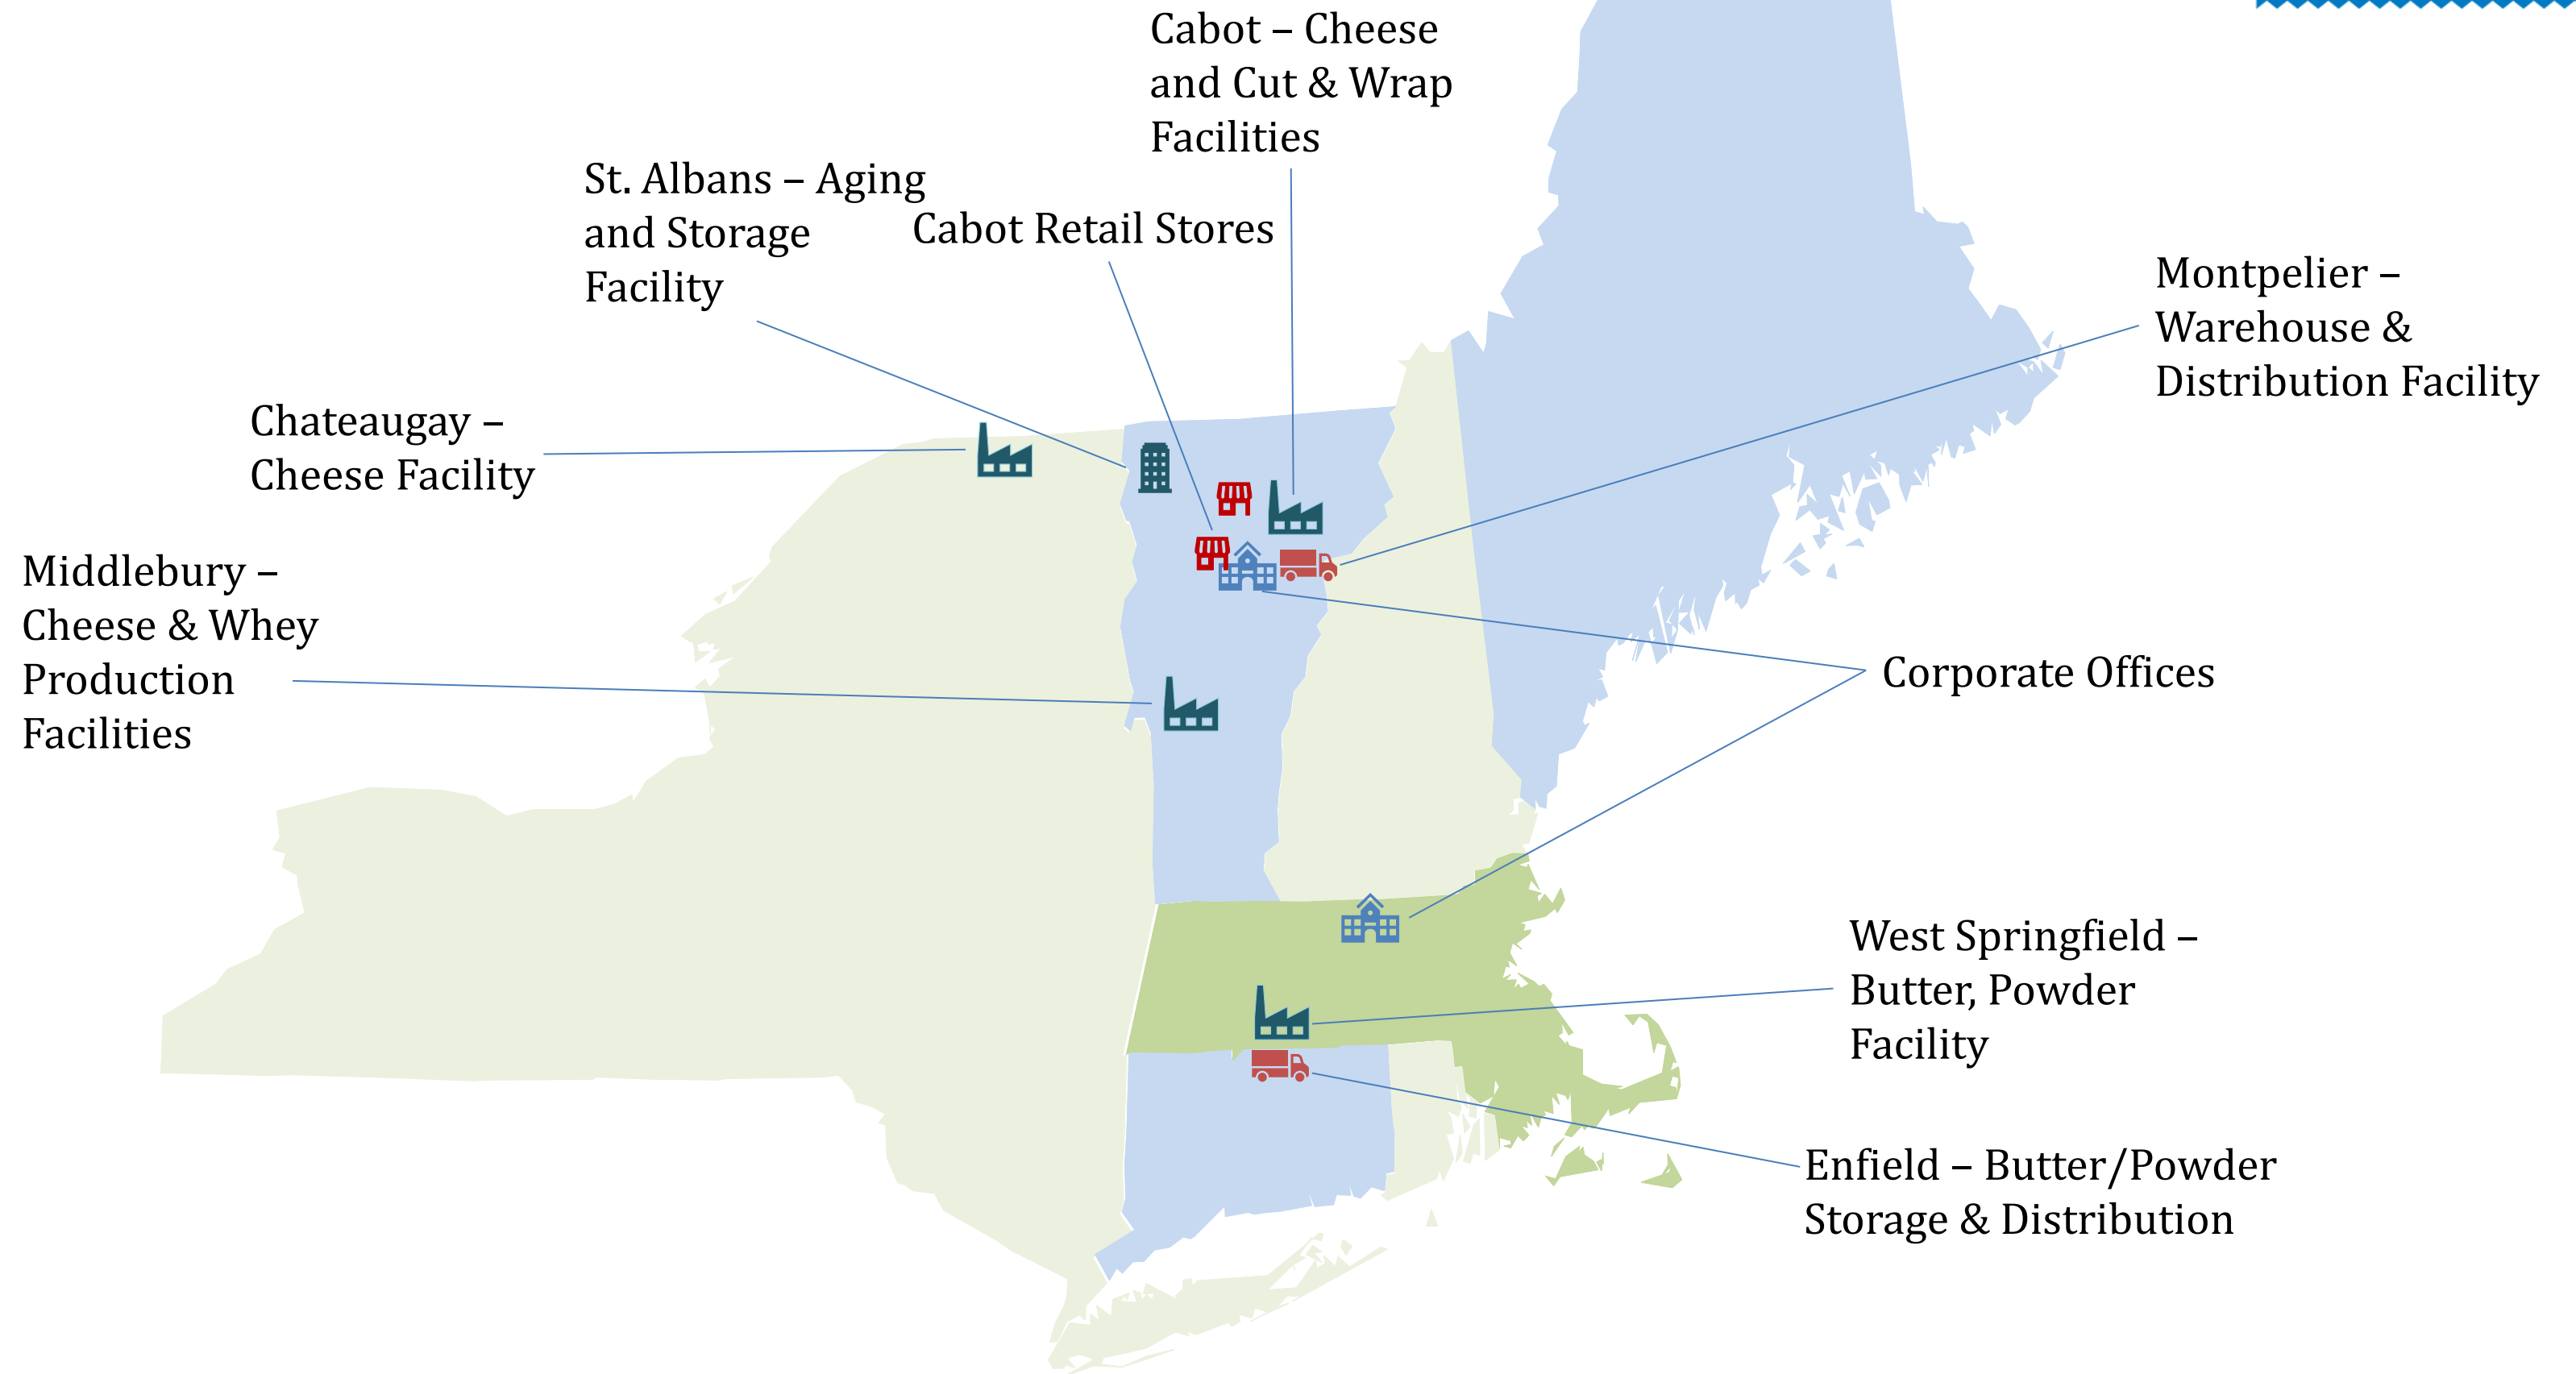 Cabot – Cheese
and Cut & Wrap
Facilities
St. Albans – Aging
and Storage
Facility
Cabot Retail Stores
Montpelier –
Warehouse &
Distribution Facility
Chateaugay –
Cheese Facility
Middlebury –
Cheese & Whey
Production
Facilities
Corporate Offices
West Springfield –
Butter, Powder
Facility
Enfield – Butter/Powder
Storage & Distribution